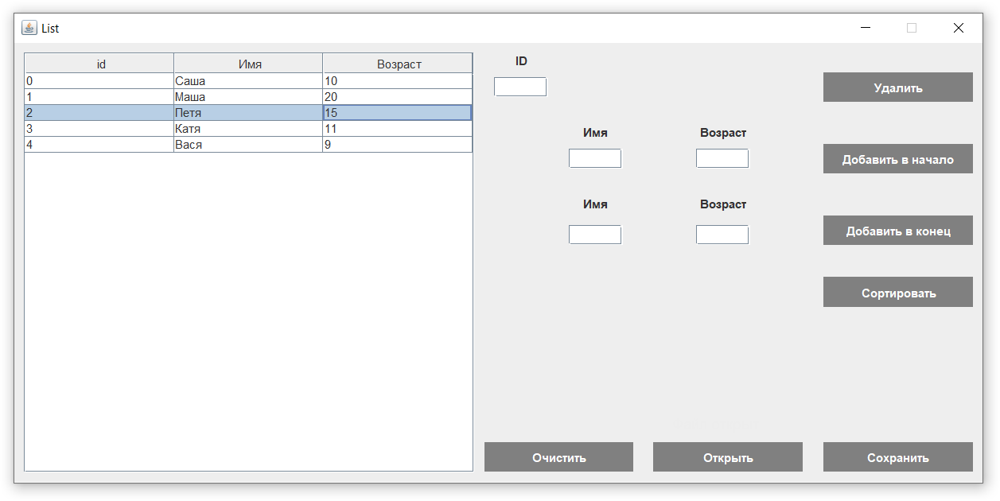 List
id Имя Возраст
0 Саша 10
1 Маша 20
2 Петя 15
3 Катя 11
4 Вася 9
ID
Удалить
Имя Возраст
Добавить в начало
Имя Возраст
Добавить в конец
Сортировать
Очистить Открыть Сохранить